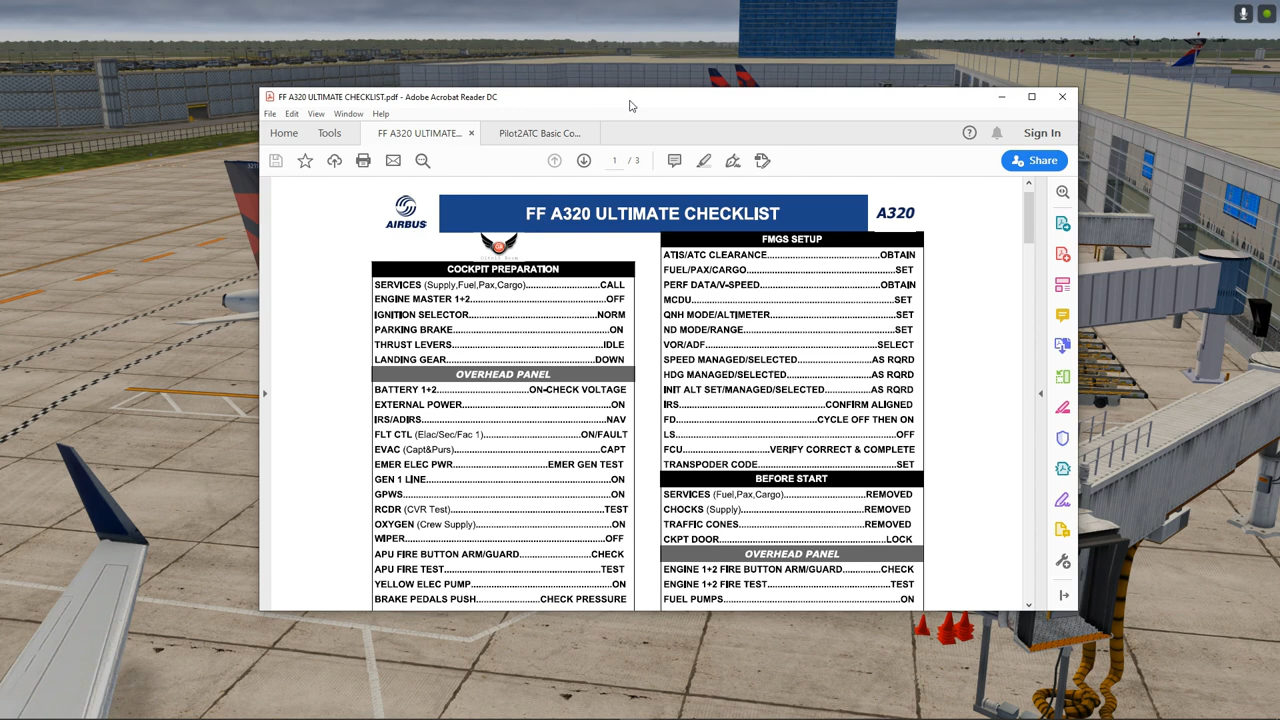 FF A320 ULTIMATE CHECKLIST.pdf - Adobe Acrobat Reader DC
File Edit View Window Help
Home Tools FF A320 ULTIMATE... × Pilot2ATC Basic Co... Sign In
1 / 3 Share
AIRBUS
FF A320 ULTIMATE CHECKLIST
A320
COCKPIT PREPARATION
SERVICES (Supply,Fuel,Pax,Cargo)..........CALL
ENGINE MASTER 1+2..........OFF
IGNITION SELECTOR..........NORM
PARKING BRAKE..........ON
THRUST LEVERS..........IDLE
LANDING GEAR..........DOWN
OVERHEAD PANEL
BATTERY 1+2..........ON-CHECK VOLTAGE
EXTERNAL POWER..........ON
IRS/ADIRS..........NAV
FLT CTL (Elac/Sec/Fac 1)..........ON/FAULT
EVAC (Capt&Purs)..........CAPT
EMER ELEC PWR..........EMER GEN TEST
GEN 1 LINE..........ON
GPWS..........ON
RCDR (CVR Test)..........TEST
OXYGEN (Crew Supply)..........ON
WIPER..........OFF
APU FIRE BUTTON ARM/GUARD..........CHECK
APU FIRE TEST..........TEST
YELLOW ELEC PUMP..........ON
BRAKE PEDALS PUSH..........CHECK PRESSURE
FMGS SETUP
ATIS/ATC CLEARANCE..........OBTAIN
FUEL/PAX/CARGO..........SET
PERF DATA/V-SPEED..........OBTAIN
MCDU..........SET
QNH MODE/ALTIMETER..........SET
ND MODE/RANGE..........SET
VOR/ADF..........SELECT
SPEED MANAGED/SELECTED..........AS RQRD
HDG MANAGED/SELECTED..........AS RQRD
INIT ALT SET/MANAGED/SELECTED..........AS RQRD
IRS..........CONFIRM ALIGNED
FD..........CYCLE OFF THEN ON
LS..........OFF
FCU..........VERIFY CORRECT & COMPLETE
TRANSPODER CODE..........SET
BEFORE START
SERVICES (Fuel,Pax,Cargo)..........REMOVED
CHOCKS (Supply)..........REMOVED
TRAFFIC CONES..........REMOVED
CKPT DOOR..........LOCK
OVERHEAD PANEL
ENGINE 1+2 FIRE BUTTON ARM/GUARD..........CHECK
ENGINE 1+2 FIRE TEST..........TEST
FUEL PUMPS..........ON